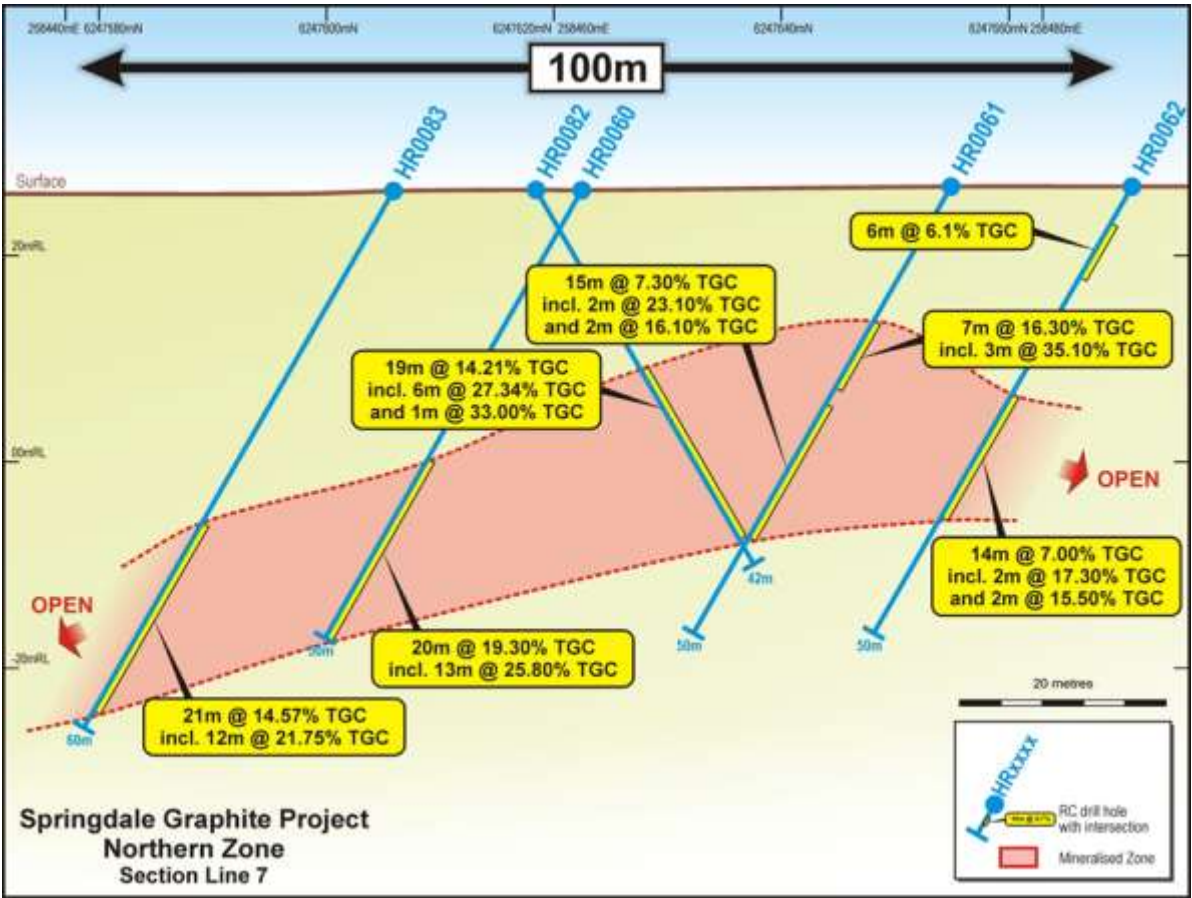 258440mE 6247580mN 6247600mN 6247620mN 258460mE 6247640mN 6247660mN 258480mE
100m
HR0083
HR0082
HR0060
HR0061
HR0062
Surface
20mRL
00mRL
-20mRL
6m @ 6.1% TGC
15m @ 7.30% TGC
incl. 2m @ 23.10% TGC
and 2m @ 16.10% TGC
7m @ 16.30% TGC
incl. 3m @ 35.10% TGC
19m @ 14.21% TGC
incl. 6m @ 27.34% TGC
and 1m @ 33.00% TGC
OPEN
14m @ 7.00% TGC
incl. 2m @ 17.30% TGC
and 2m @ 15.50% TGC
OPEN
42m
50m
50m
50m
20m @ 19.30% TGC
incl. 13m @ 25.80% TGC
21m @ 14.57% TGC
incl. 12m @ 21.75% TGC
60m
20 metres
HRxxxx
RC drill hole
with intersection
Mineralised Zone
Springdale Graphite Project
Northern Zone
Section Line 7